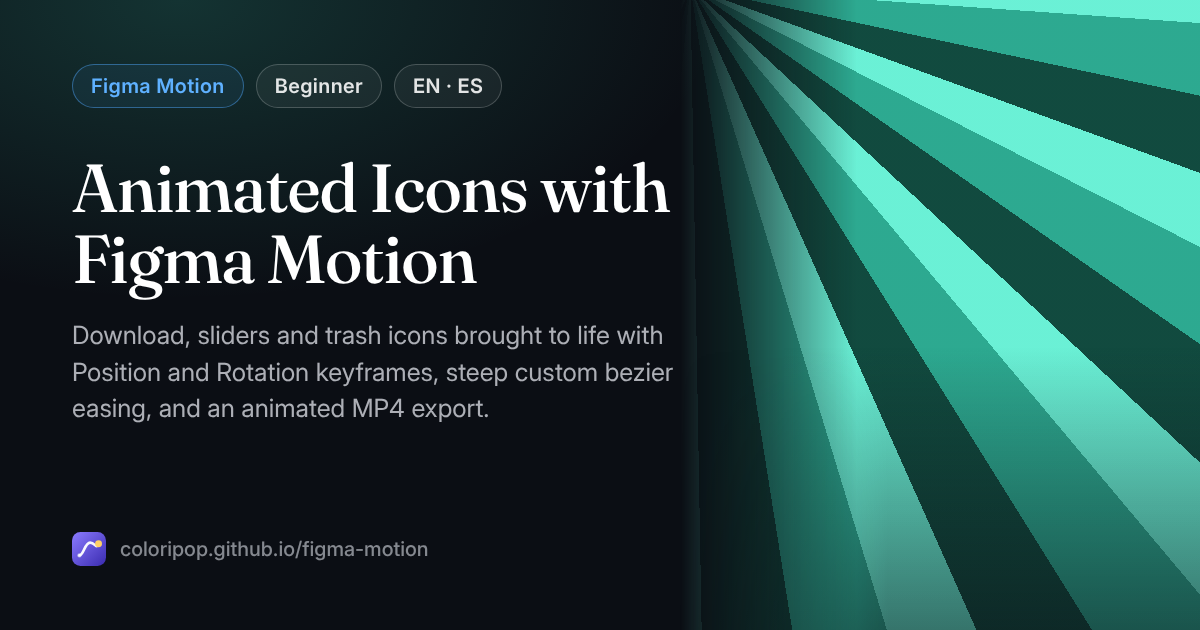 Figma Motion
Beginner
EN · ES
Animated Icons with
Figma Motion
Download, sliders and trash icons brought to life with
Position and Rotation keyframes, steep custom bezier
easing, and an animated MP4 export.
coloripop.github.io/figma-motion